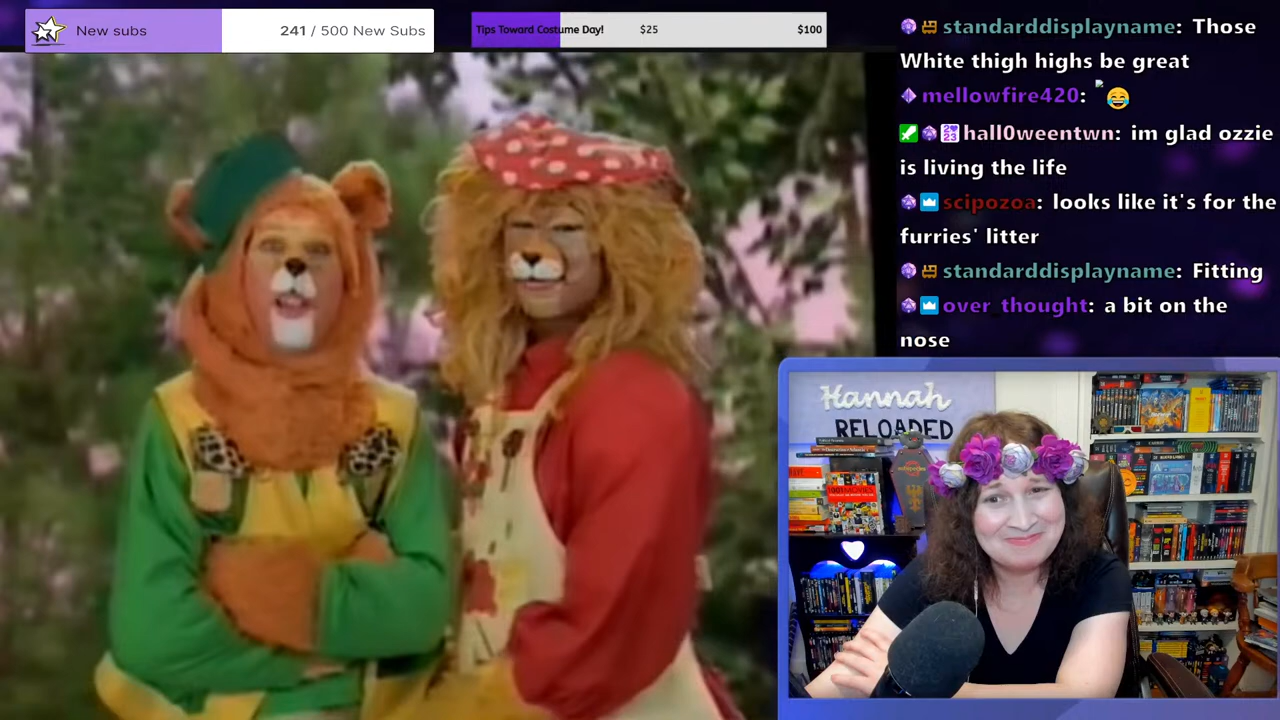 New subs
241 / 500 New Subs
Tips Toward Costume Day!
$25
$100
standarddisplayname: Those
White thigh highs be great
mellowfire420: 😂
hall0weentwn: im glad ozzie
is living the life
scipozoa: looks like it's for the
furries' litter
standarddisplayname: Fitting
over_thought: a bit on the
nose
Hannah
RELOADED